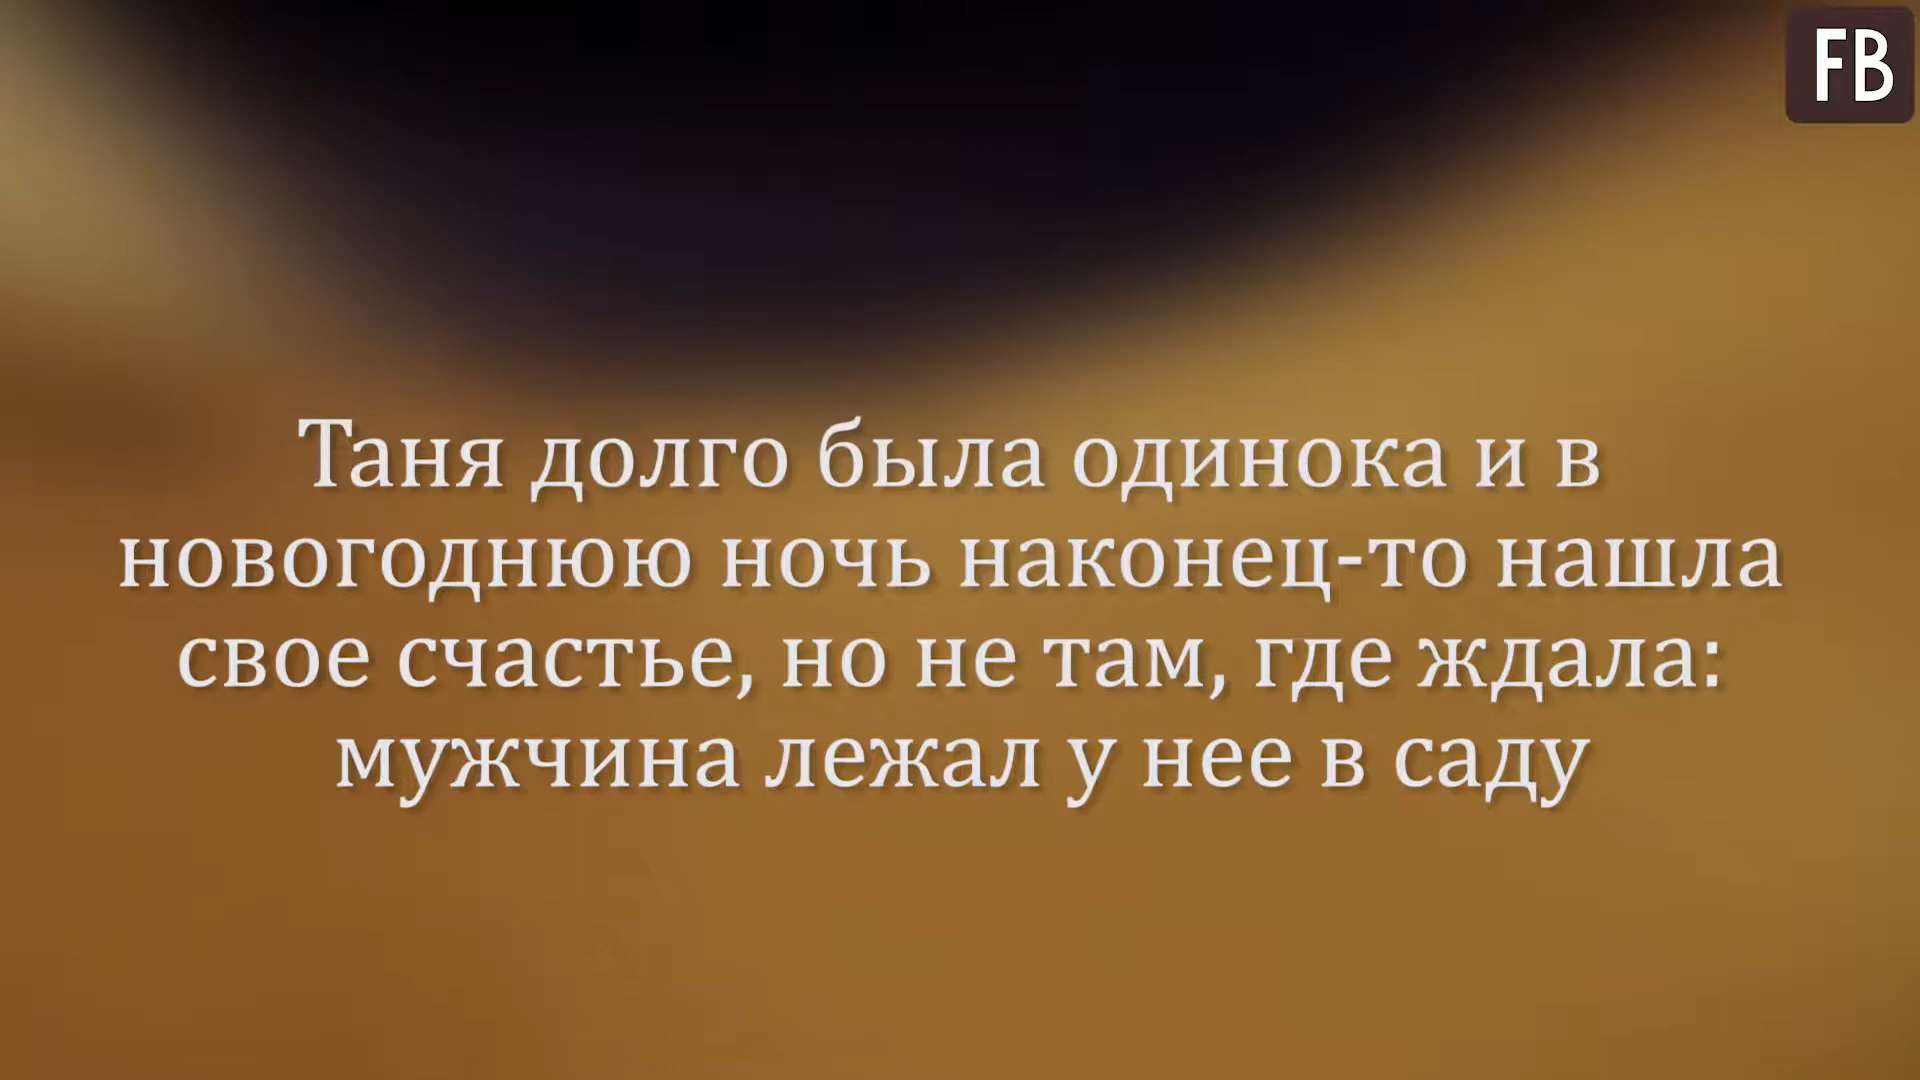 FB
Таня долго была одинока и в
новогоднюю ночь наконец-то нашла
свое счастье, но не там, где ждала:
мужчина лежал у нее в саду